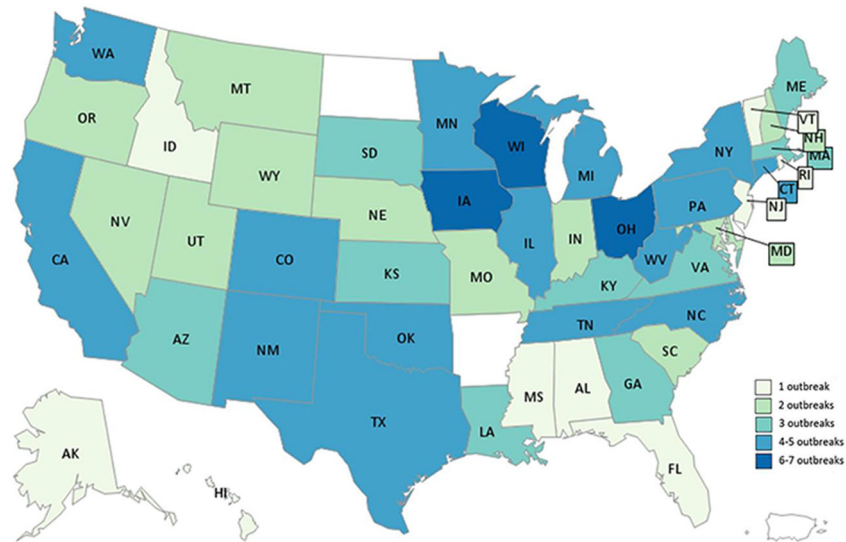 WA
MT
ME
OR
MN
VT
ID
NH
SD
WI
MA
NY
WY
MI
RI
CT
IA
PA
NJ
NE
NV
OH
IL
IN
UT
MD
CA
CO
WV
VA
KS
MO
KY
NC
TN
AZ
OK
NM
SC
GA
MS
AL
TX
LA
AK
FL
HI
1 outbreak
2 outbreaks
3 outbreaks
4-5 outbreaks
6-7 outbreaks